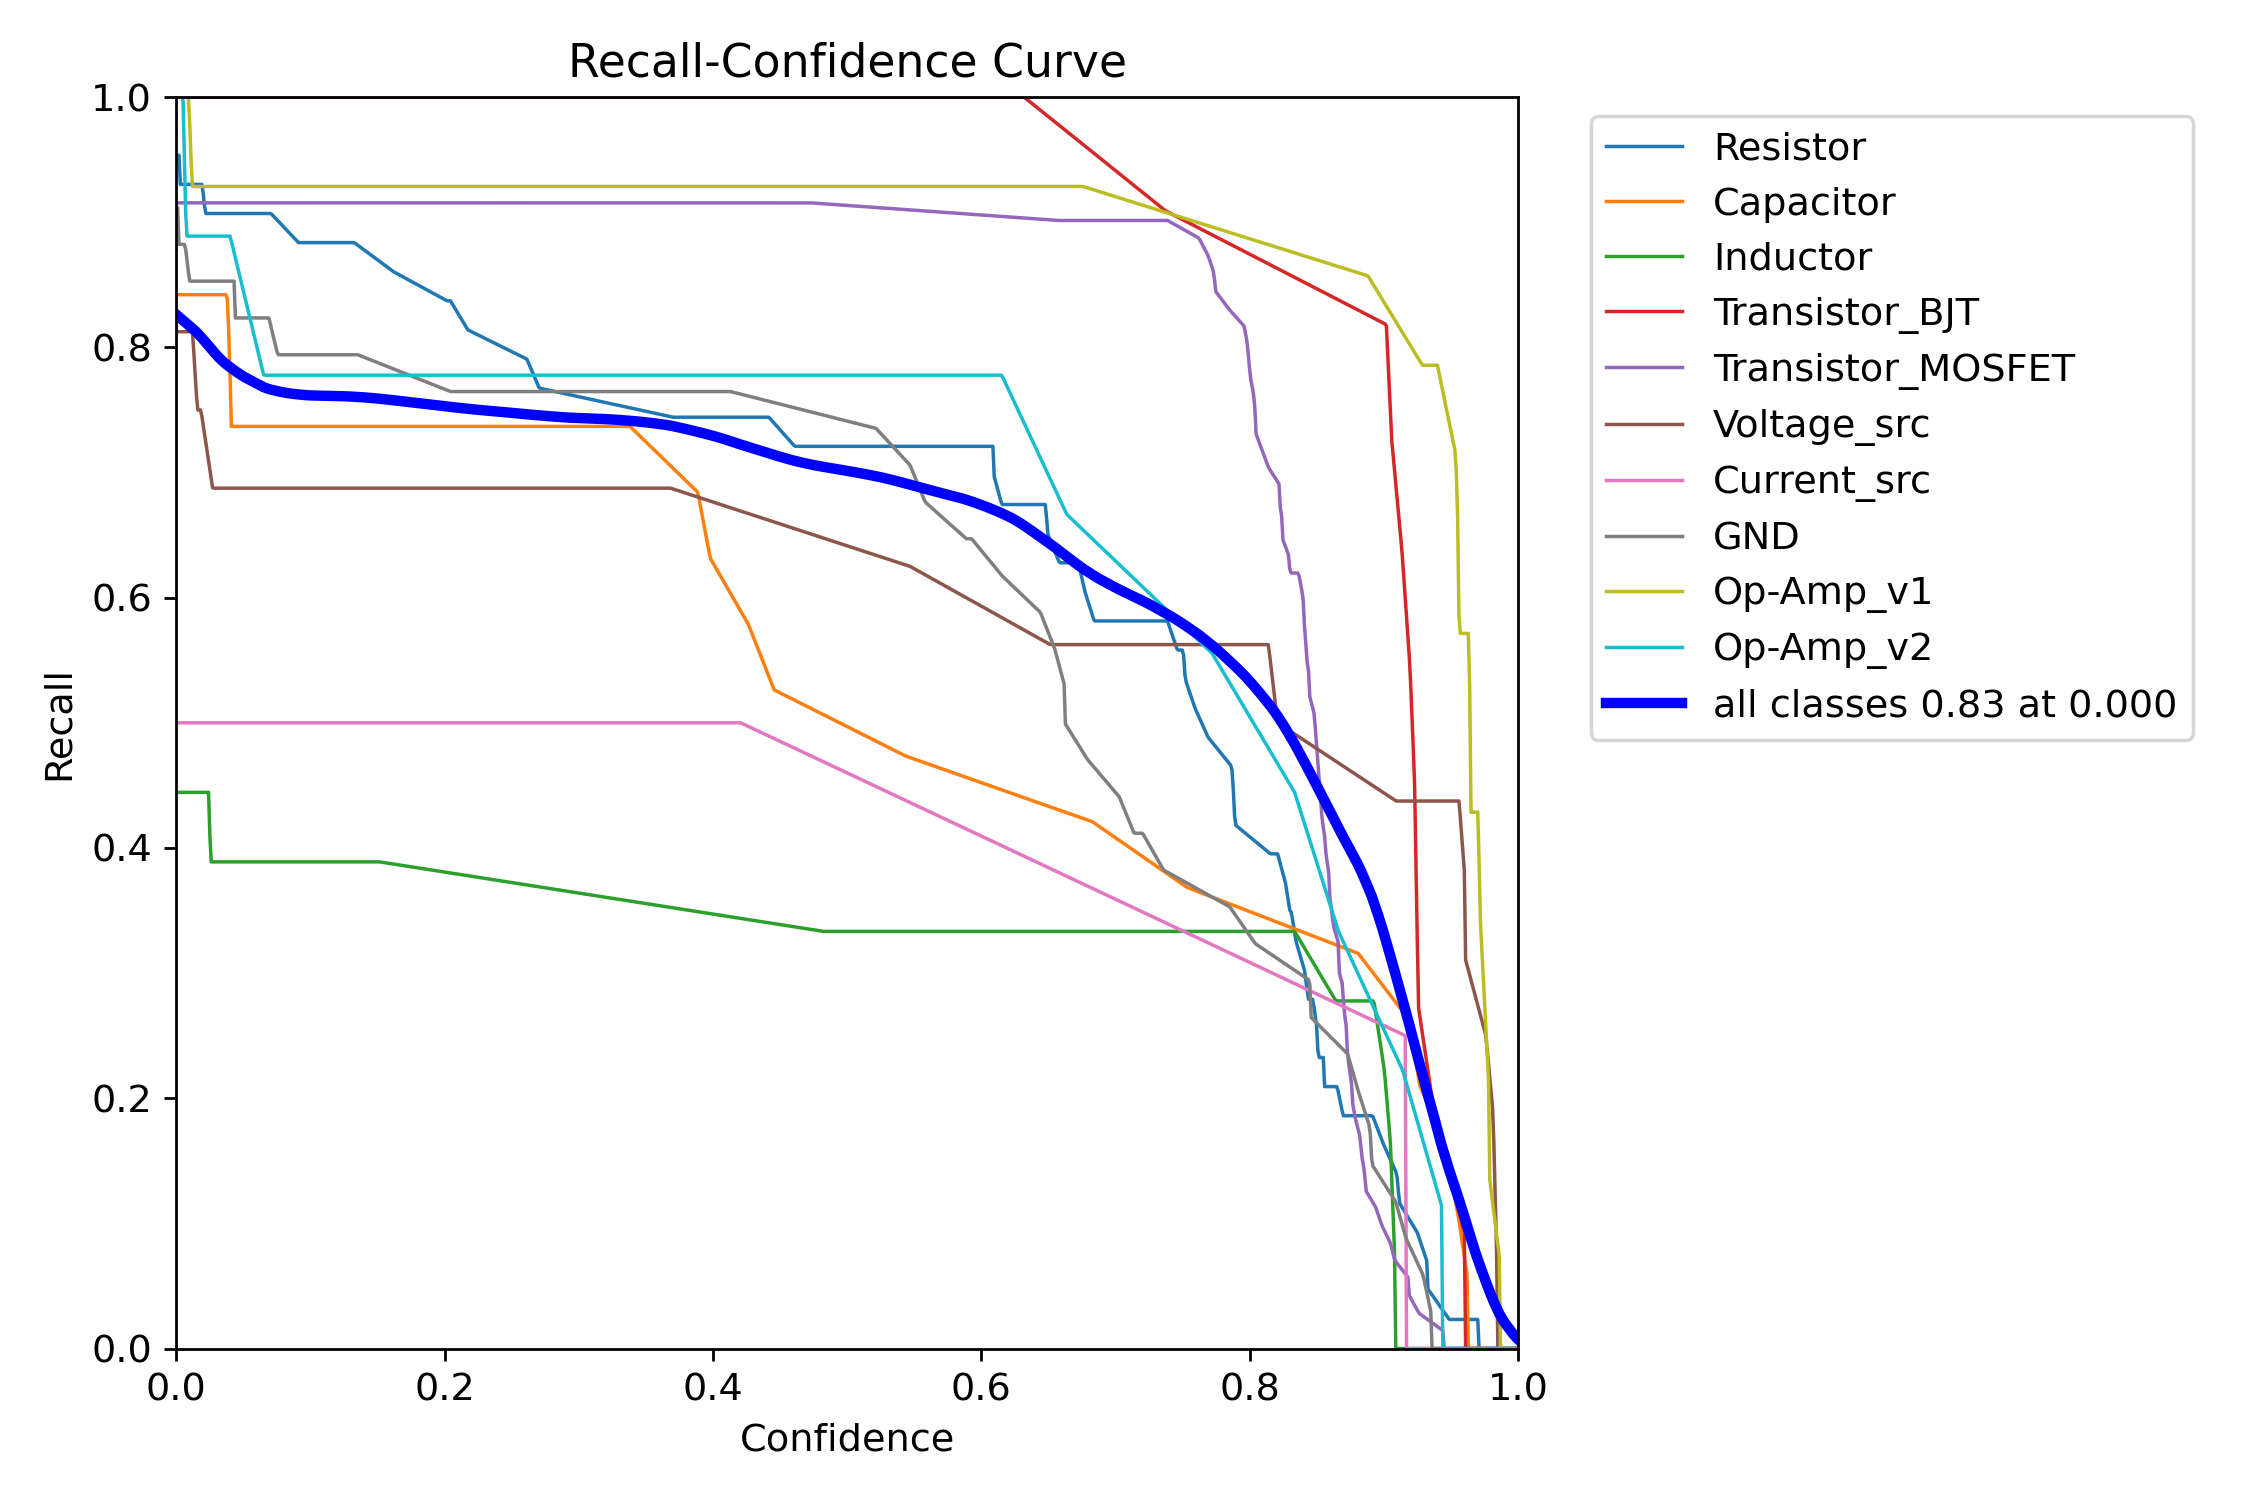 Recall-Confidence Curve
1.0
0.8
0.6
0.4
0.2
0.0
Recall
0.0 0.2 0.4 0.6 0.8 1.0
Confidence
Resistor
Capacitor
Inductor
Transistor_BJT
Transistor_MOSFET
Voltage_src
Current_src
GND
Op-Amp_v1
Op-Amp_v2
all classes 0.83 at 0.000